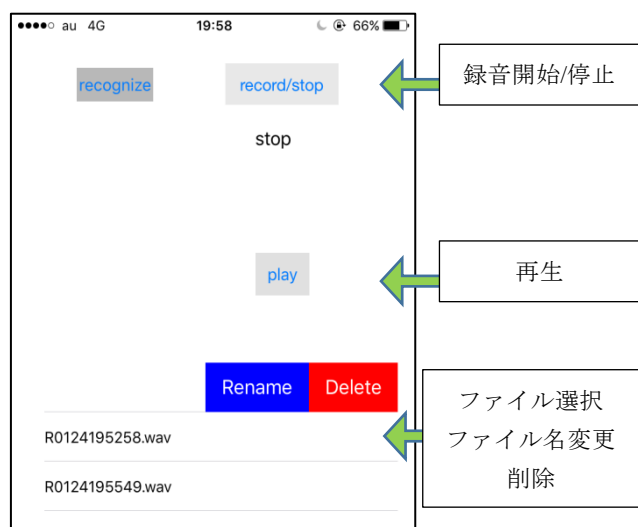 au 4G 19:58 66%
recognize record/stop 録音開始/停止
stop
play 再生
Rename Delete
ファイル選択
ファイル名変更
削除
R0124195258.wav
R0124195549.wav